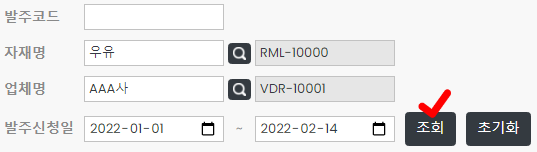 발주코드
자재명 우유 RML-10000
업체명 AAA사 VDR-10001
발주신청일 2022-01-01 ~ 2022-02-14 조회 초기화